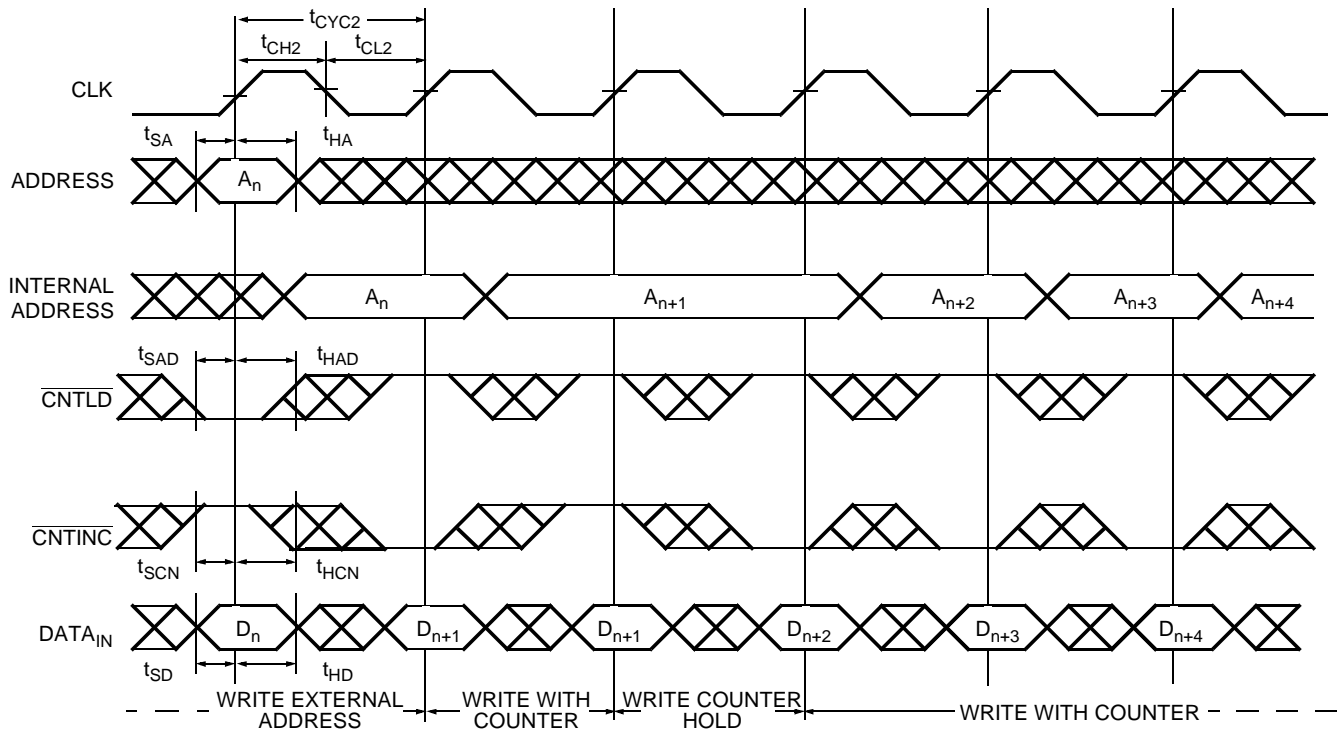 tCYC2
tCH2 tCL2
CLK
tSA tHA
ADDRESS An
INTERNAL
ADDRESS An An+1 An+2 An+3 An+4
tSAD tHAD
CNTLD
CNTINC
tSCN tHCN
DATAIN Dn Dn+1 Dn+1 Dn+2 Dn+3 Dn+4
tSD tHD
WRITE EXTERNAL
ADDRESS
WRITE WITH
COUNTER
WRITE COUNTER
HOLD
WRITE WITH COUNTER